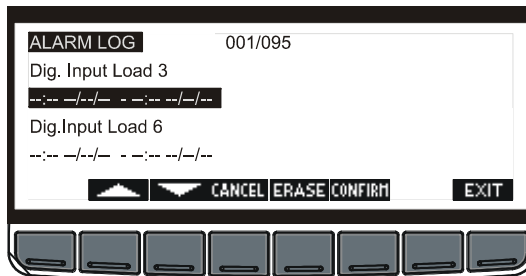 ALARM LOG 001/095
Dig. Input Load 3
--:-- --/--/-- - --:-- --/--/--
Dig.Input Load 6
--:-- --/--/-- - --:-- --/--/--
CANCEL ERASE CONFIRM EXIT